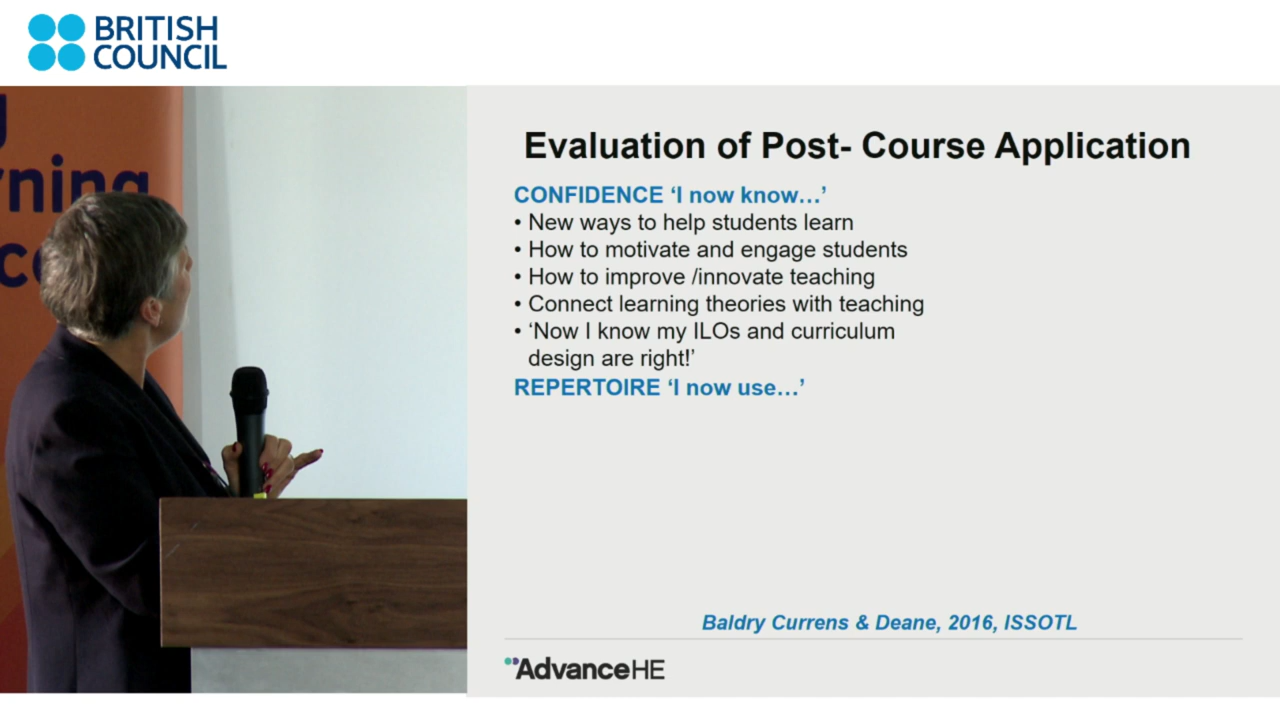 BRITISH
COUNCIL
Evaluation of Post- Course Application
CONFIDENCE ‘I now know…’
• New ways to help students learn
• How to motivate and engage students
• How to improve /innovate teaching
• Connect learning theories with teaching
• ‘Now I know my ILOs and curriculum
design are right!’
REPERTOIRE ‘I now use…’
Baldry Currens & Deane, 2016, ISSOTL
AdvanceHE